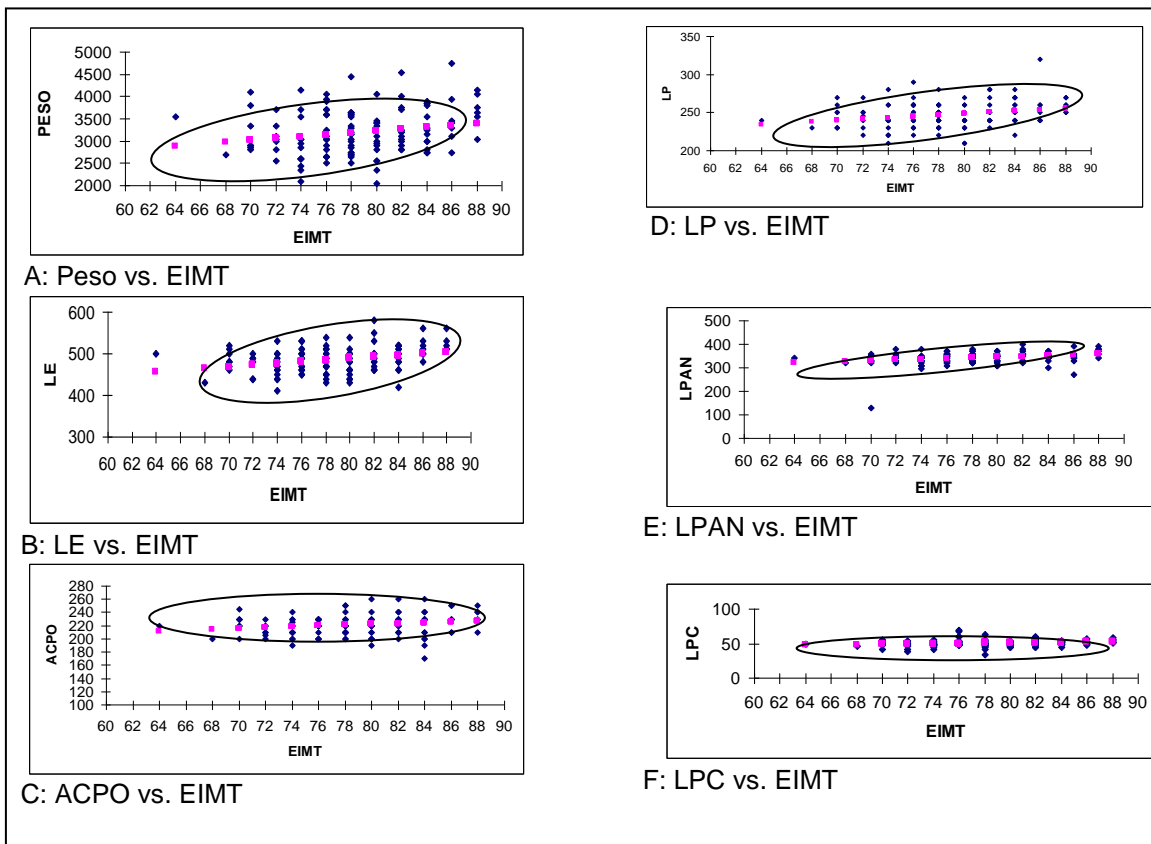 5000
4500
4000
3500
3000
2500
2000
PESO
60 62 64 66 68 70 72 74 76 78 80 82 84 86 88 90
EIMT
A: Peso vs. EIMT
600
500
400
300
LE
60 62 64 66 68 70 72 74 76 78 80 82 84 86 88 90
EIMT
B: LE vs. EIMT
260
240
220
200
180
160
140
120
100
ACPO
60 62 64 66 68 70 72 74 76 78 80 82 84 86 88 90
EIMT
C: ACPO vs. EIMT
350
300
250
200
LP
60 62 64 66 68 70 72 74 76 78 80 82 84 86 88 90
EIMT
D: LP vs. EIMT
500
400
300
200
100
0
LPAN
60 62 64 66 68 70 72 74 76 78 80 82 84 86 88 90
EIMT
E: LPAN vs. EIMT
100
50
0
LPC
60 62 64 66 68 70 72 74 76 78 80 82 84 86 88 90
EIMT
F: LPC vs. EIMT